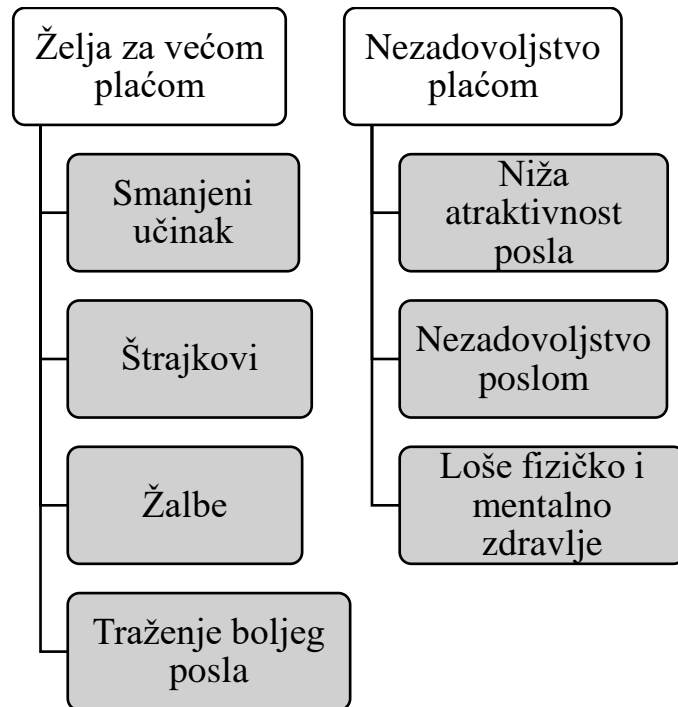 Želja za većom
plaćom
Smanjeni
učinak
Štrajkovi
Žalbe
Traženje boljeg
posla
Nezadovoljstvo
plaćom
Niža
atraktivnost
posla
Nezadovoljstvo
poslom
Loše fizičko i
mentalno
zdravlje